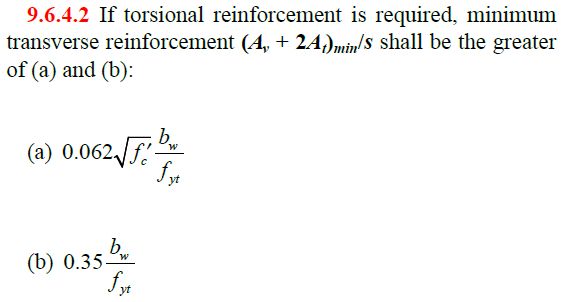 9.6.4.2 If torsional reinforcement is required, minimum
transverse reinforcement (Aᵥ + 2Aₜ)min/s shall be the greater
of (a) and (b):
(a) 0.062√f′c bw/fyt
(b) 0.35 bw/fyt